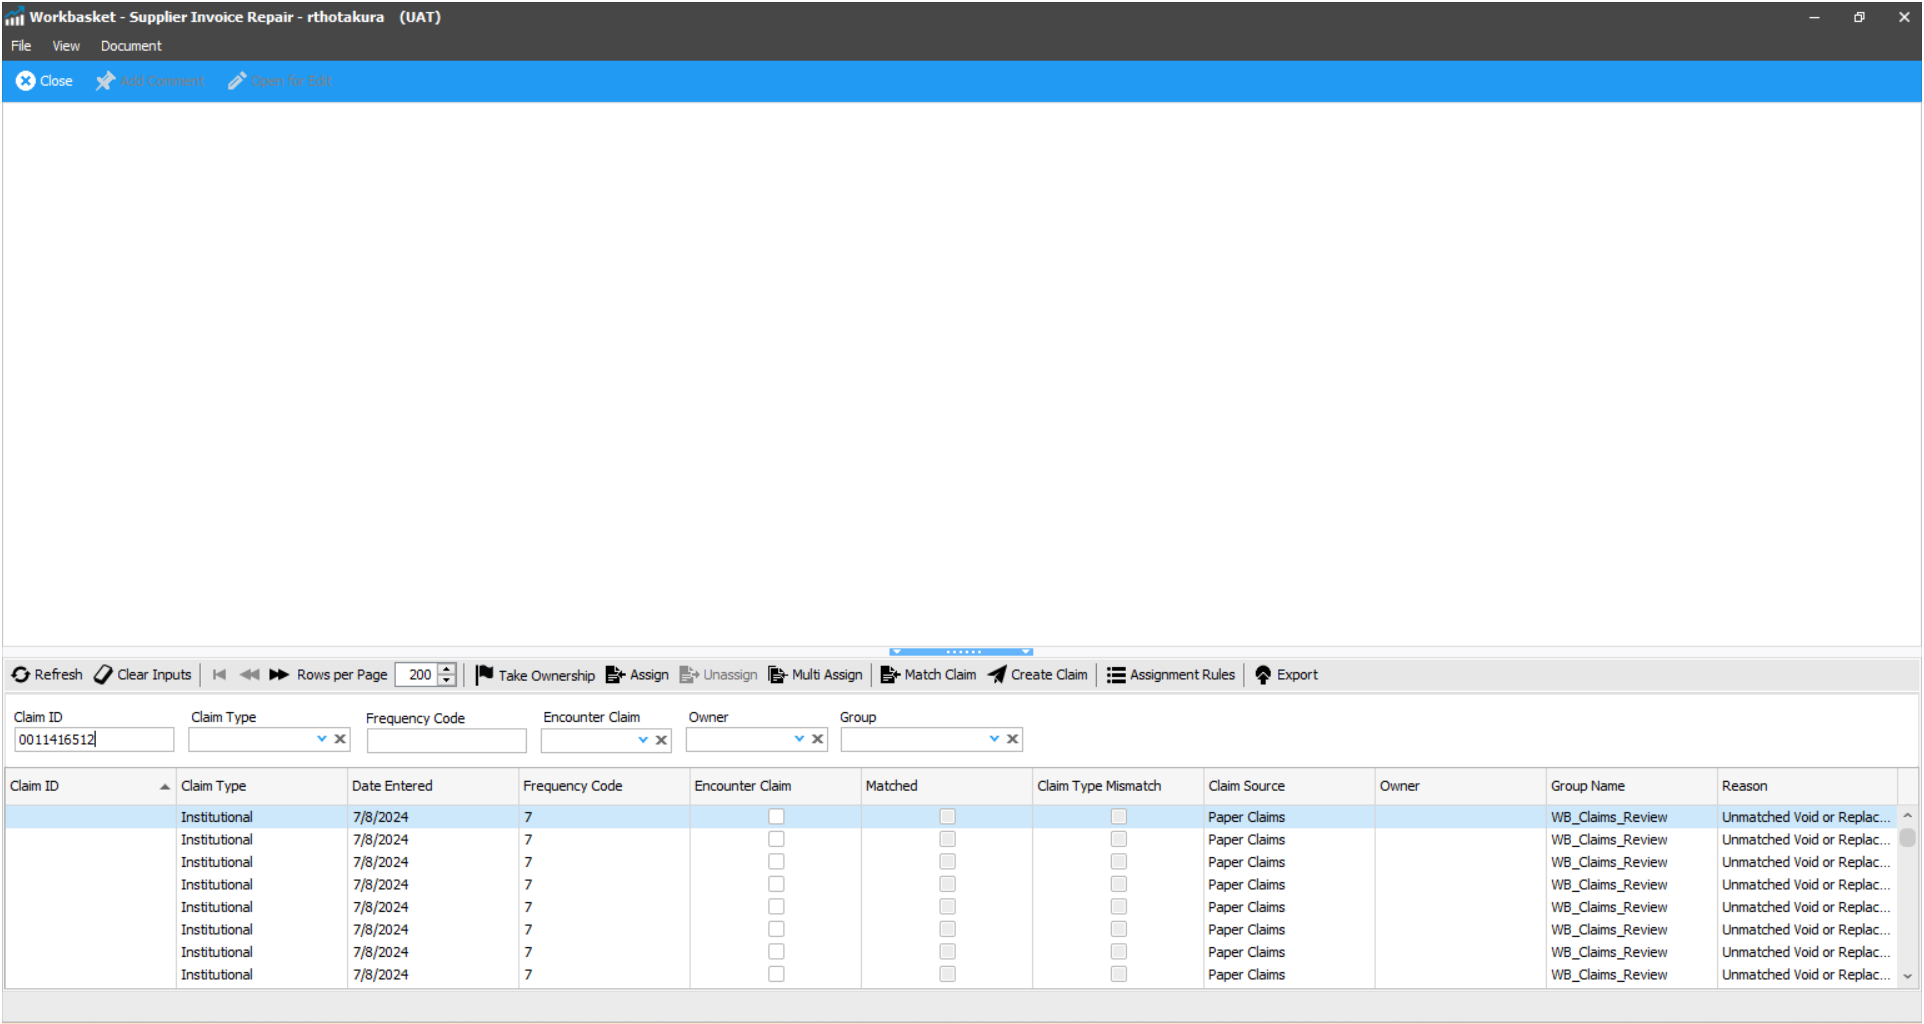 Workbasket - Supplier Invoice Repair - rthotakura (UAT)
File View Document
Close Add Comment Open for Edit
Refresh Clear Inputs Rows per Page 200 Take Ownership Assign Unassign Multi Assign Match Claim Create Claim Assignment Rules Export
Claim ID Claim Type Frequency Code Encounter Claim Owner Group
0011416512
Claim ID Claim Type Date Entered Frequency Code Encounter Claim Matched Claim Type Mismatch Claim Source Owner Group Name Reason
Institutional 7/8/2024 7 Paper Claims WB_Claims_Review Unmatched Void or Replac...
Institutional 7/8/2024 7 Paper Claims WB_Claims_Review Unmatched Void or Replac...
Institutional 7/8/2024 7 Paper Claims WB_Claims_Review Unmatched Void or Replac...
Institutional 7/8/2024 7 Paper Claims WB_Claims_Review Unmatched Void or Replac...
Institutional 7/8/2024 7 Paper Claims WB_Claims_Review Unmatched Void or Replac...
Institutional 7/8/2024 7 Paper Claims WB_Claims_Review Unmatched Void or Replac...
Institutional 7/8/2024 7 Paper Claims WB_Claims_Review Unmatched Void or Replac...
Institutional 7/8/2024 7 Paper Claims WB_Claims_Review Unmatched Void or Replac...